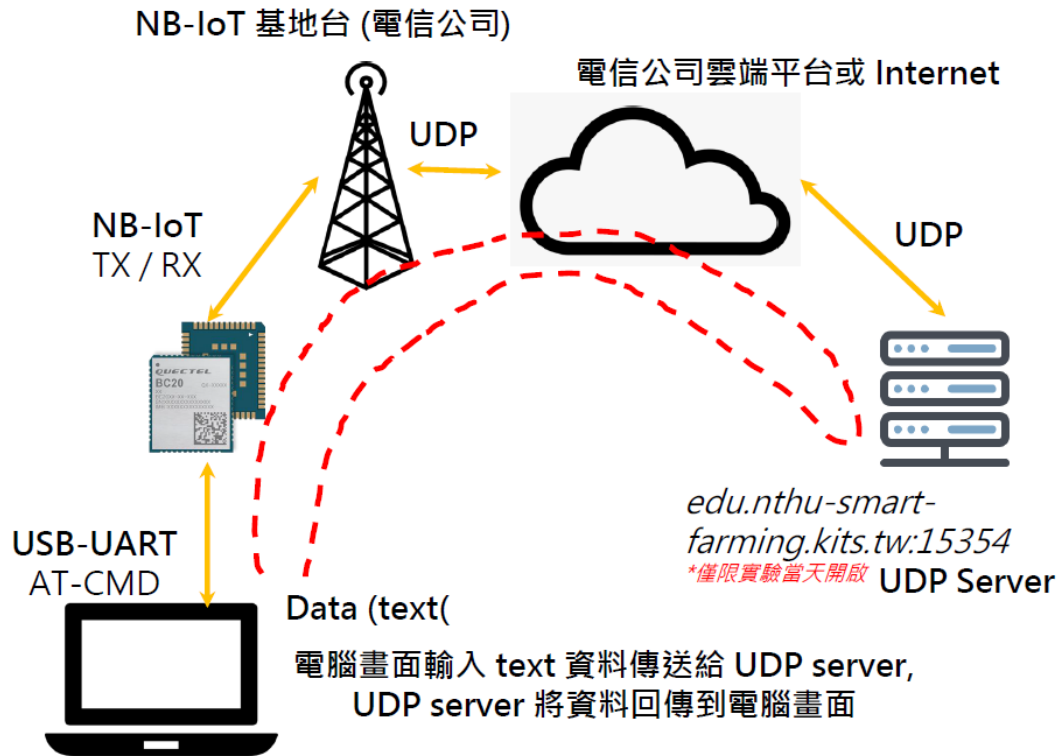 NB-IoT 基地台 (電信公司)
電信公司雲端平台或 Internet
UDP
NB-IoT
TX / RX
UDP
QUECTEL
BC20
USB-UART
AT-CMD
edu.nthu-smart-
farming.kits.tw:15354
*僅限實驗當天開啟 UDP Server
Data (text(
電腦畫面輸入 text 資料傳送給 UDP server,
UDP server 將資料回傳到電腦畫面